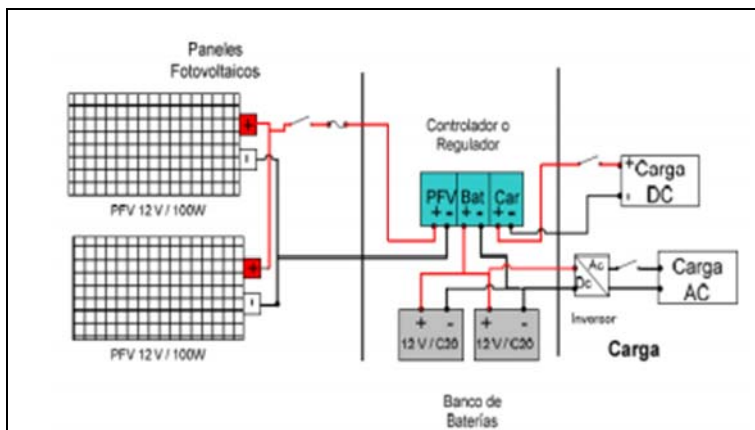 Paneles
Fotovoltaicos
+
-
PFV 12 V / 100W
+
-
PFV 12 V / 100W
Controlador o
Regulador
PFV Bat Car
+ - + - + -
+ Carga
- DC
Ac
Dc
Inversor
Carga
AC
Carga
+ - + -
12 V / C20 12 V / C20
Banco de
Baterías